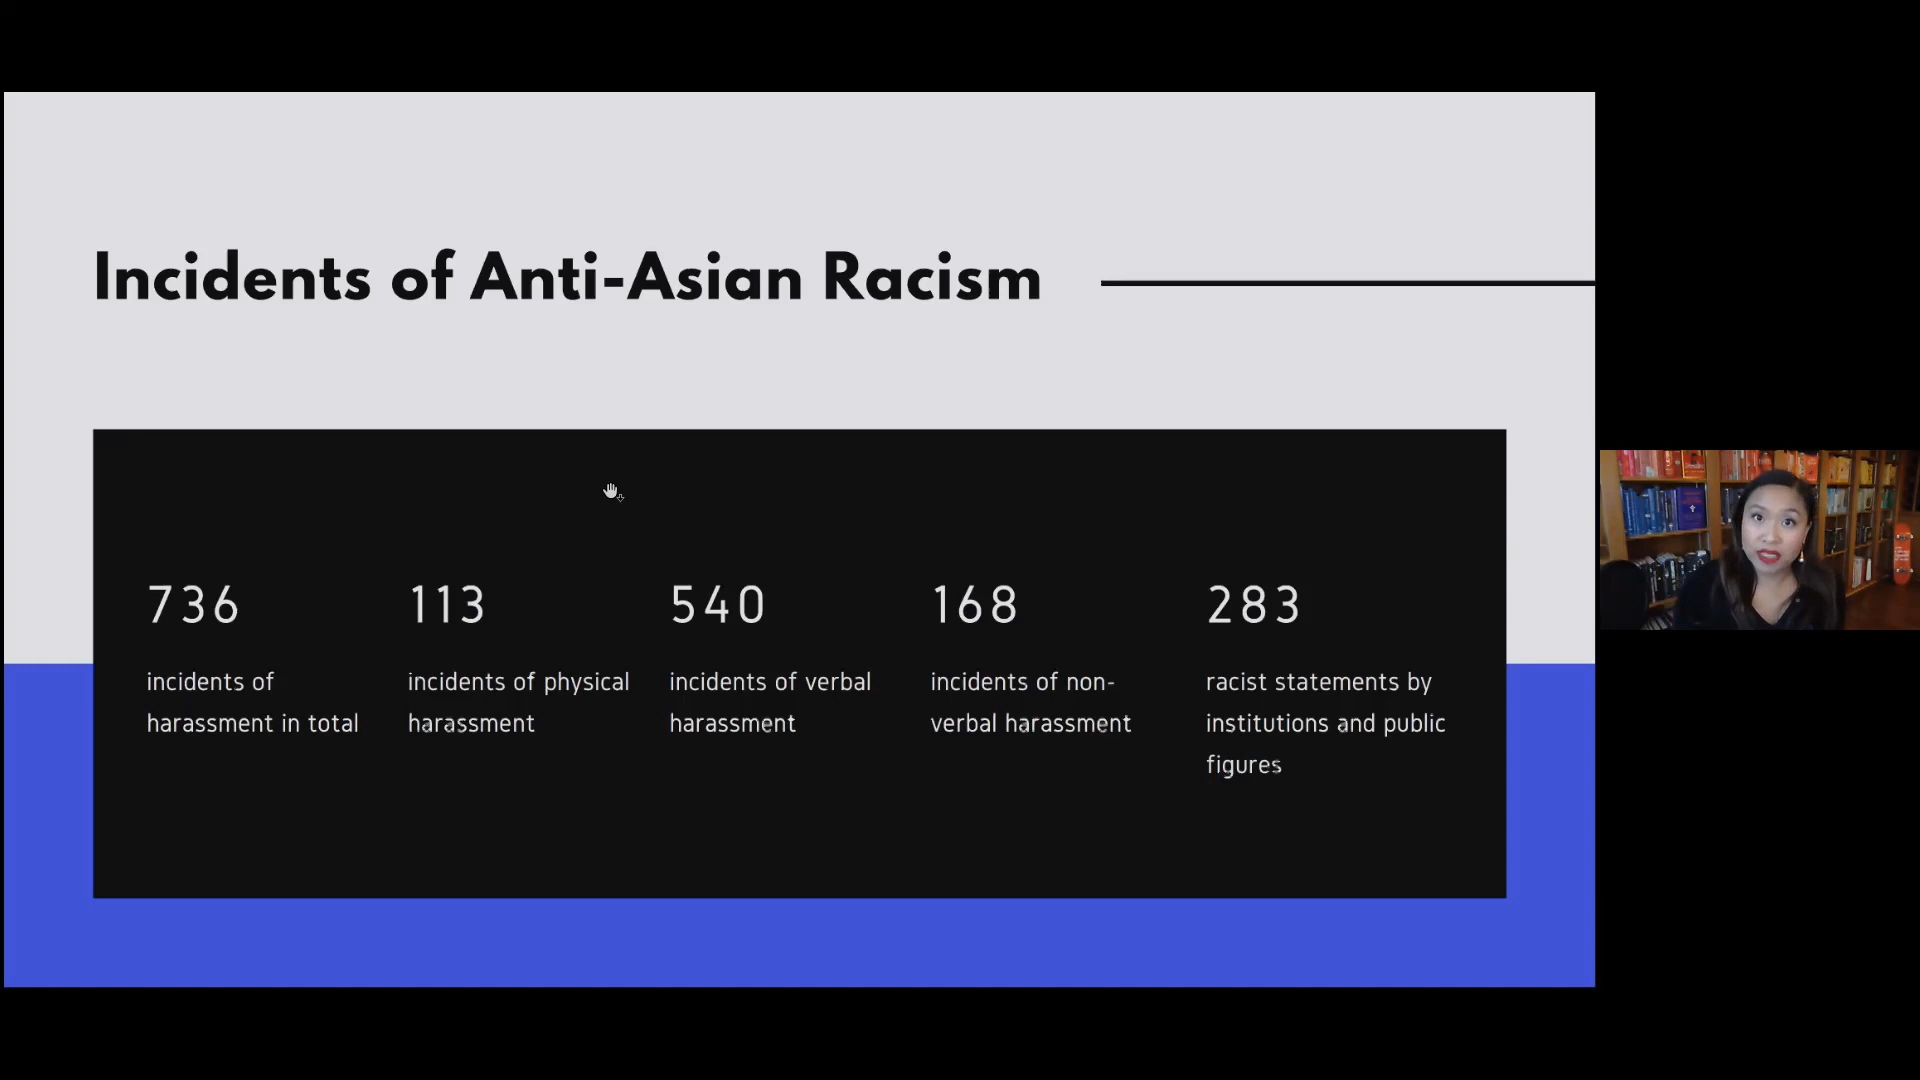 Incidents of Anti-Asian Racism
736
incidents of
harassment in total
113
incidents of physical
harassment
540
incidents of verbal
harassment
168
incidents of non-
verbal harassment
283
racist statements by
institutions and public
figures